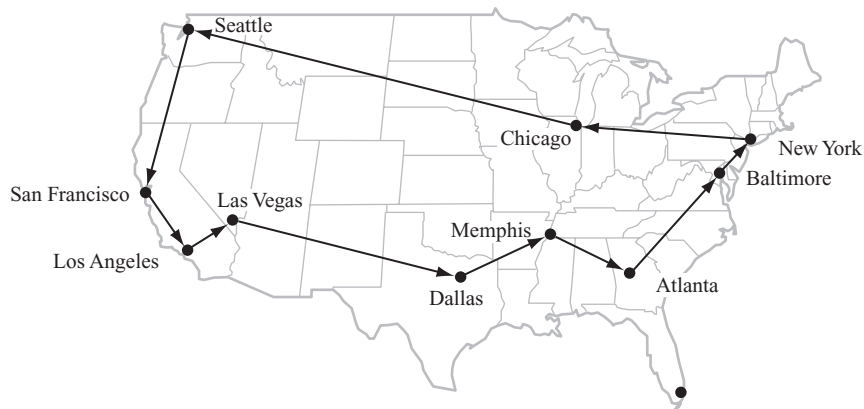 Seattle
Chicago
New York
Baltimore
San Francisco
Las Vegas
Memphis
Los Angeles
Dallas
Atlanta